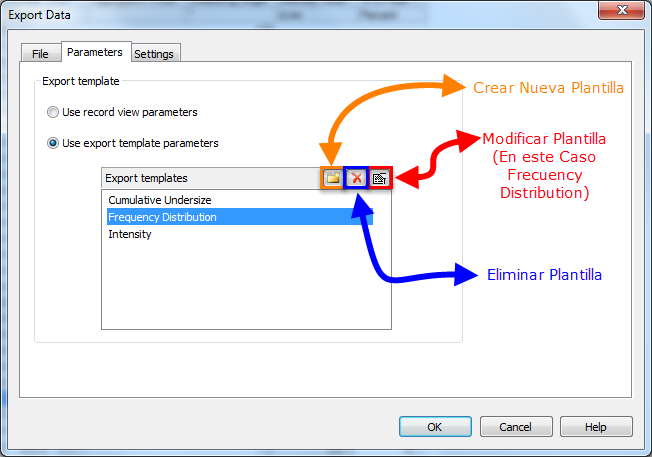 Export Data
File Parameters Settings
Export template
Use record view parameters
Use export template parameters
Export templates
Cumulative Undersize
Frequency Distribution
Intensity
Crear Nueva Plantilla
Modificar Plantilla
(En este Caso
Frecuency
Distribution)
Eliminar Plantilla
OK Cancel Help